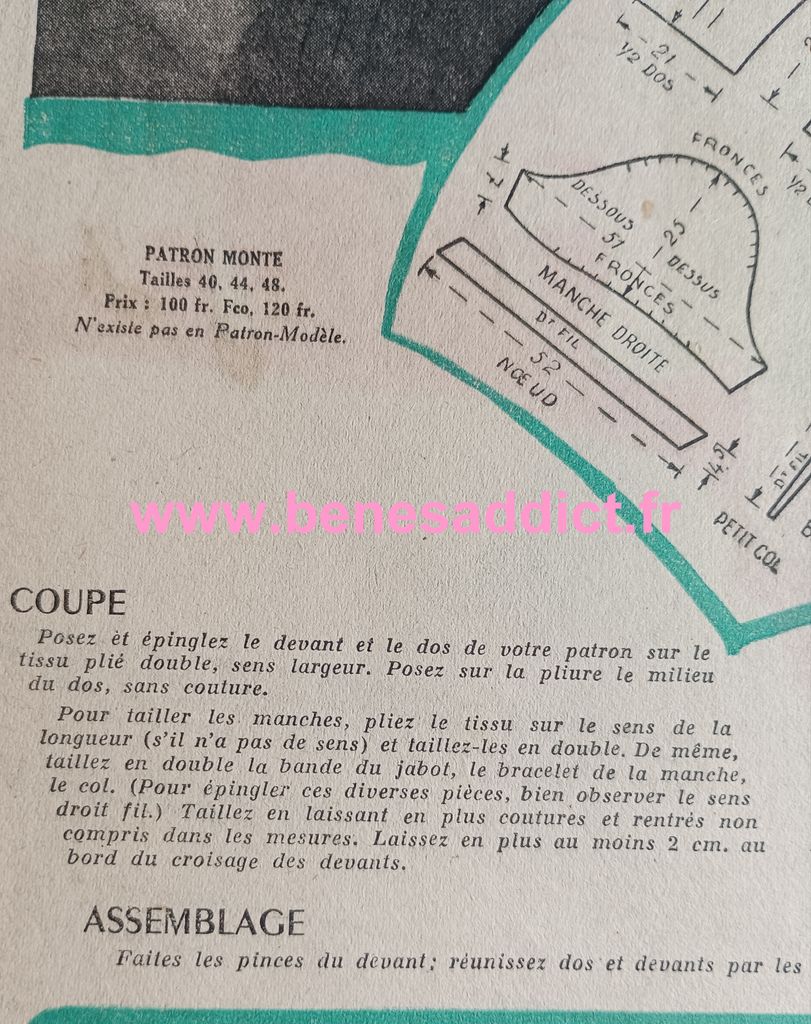 21
1/2 DOS
FRONCES
7
DESSOUS
25
51
DESSUS
FRONCES
MANCHE DROITE
Dt FIL
52
NŒUD
4.5
Dt FIL
PETIT COL
1/2
PATRON MONTE
Tailles 40, 44, 48.
Prix : 100 fr. Fco, 120 fr.
N'existe pas en Patron-Modèle.
www.benesaddict.fr
COUPE
Posez èt épinglez le devant et le dos de votre patron sur le
tissu plié double, sens largeur. Posez sur la pliure le milieu
du dos, sans couture.
Pour tailler les manches, pliez le tissu sur le sens de la
longueur (s'il n'a pas de sens) et taillez-les en double. De même,
taillez en double la bande du jabot, le bracelet de la manche,
le col. (Pour épingler ces diverses pièces, bien observer le sens
droit fil.) Taillez en laissant en plus coutures et rentrés non
compris dans les mesures. Laissez en plus au moins 2 cm. au
bord du croisage des devants.
ASSEMBLAGE
Faites les pinces du devant; réunissez dos et devants par les